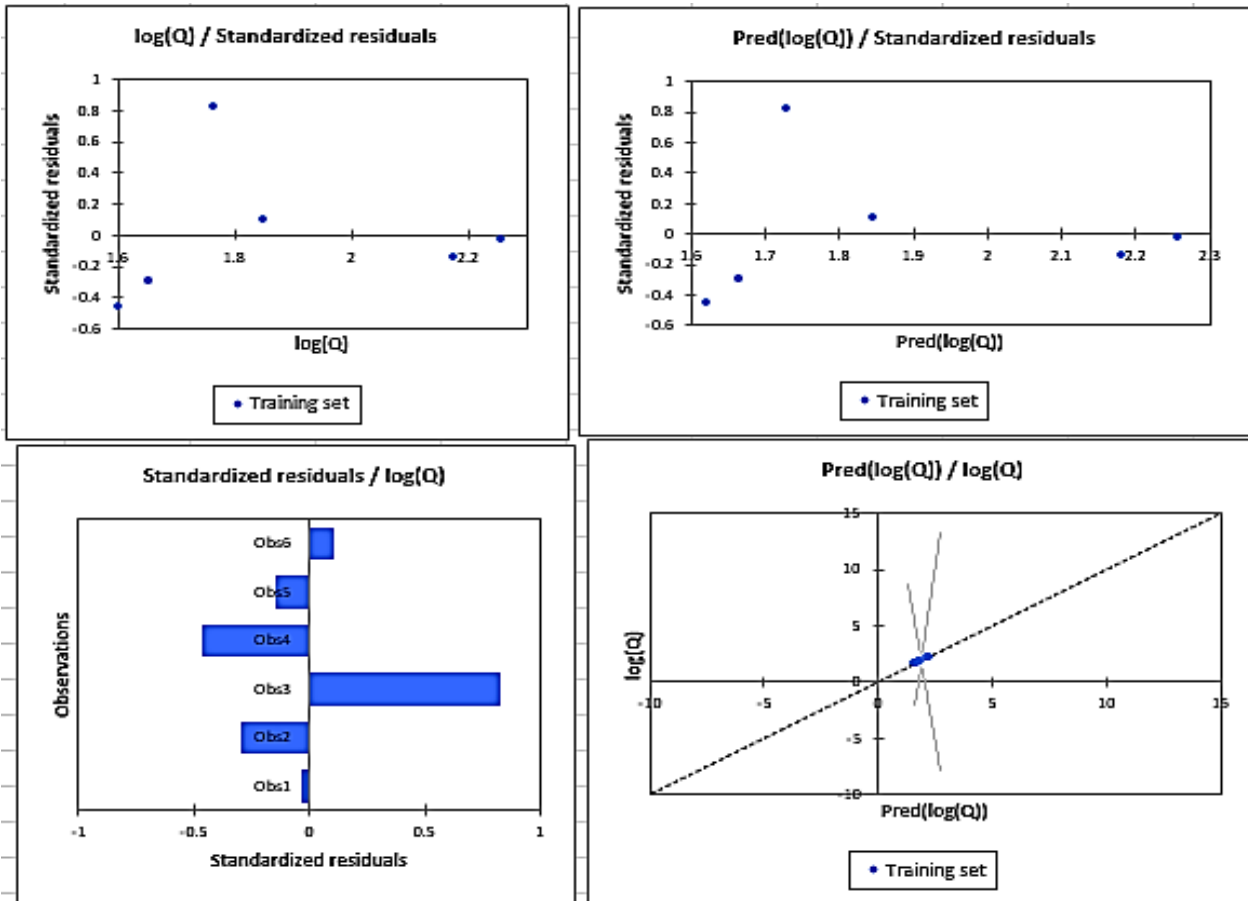 log(Q) / Standardized residuals
Standardized residuals
1
0.8
0.6
0.4
0.2
0
-0.2
-0.4
-0.6
1.6
1.8
2
2.2
log(Q)
Training set
Pred(log(Q)) / Standardized residuals
Standardized residuals
1
0.8
0.6
0.4
0.2
0
-0.2
-0.4
-0.6
1.6
1.7
1.8
1.9
2
2.1
2.2
2.3
Pred(log(Q))
Training set
Standardized residuals / log(Q)
Observations
Obs6
Obs5
Obs4
Obs3
Obs2
Obs1
-1
-0.5
0
0.5
1
Standardized residuals
Pred(log(Q)) / log(Q)
log(Q)
15
10
5
0
-5
-10
-10
-5
0
5
10
15
Pred(log(Q))
Training set